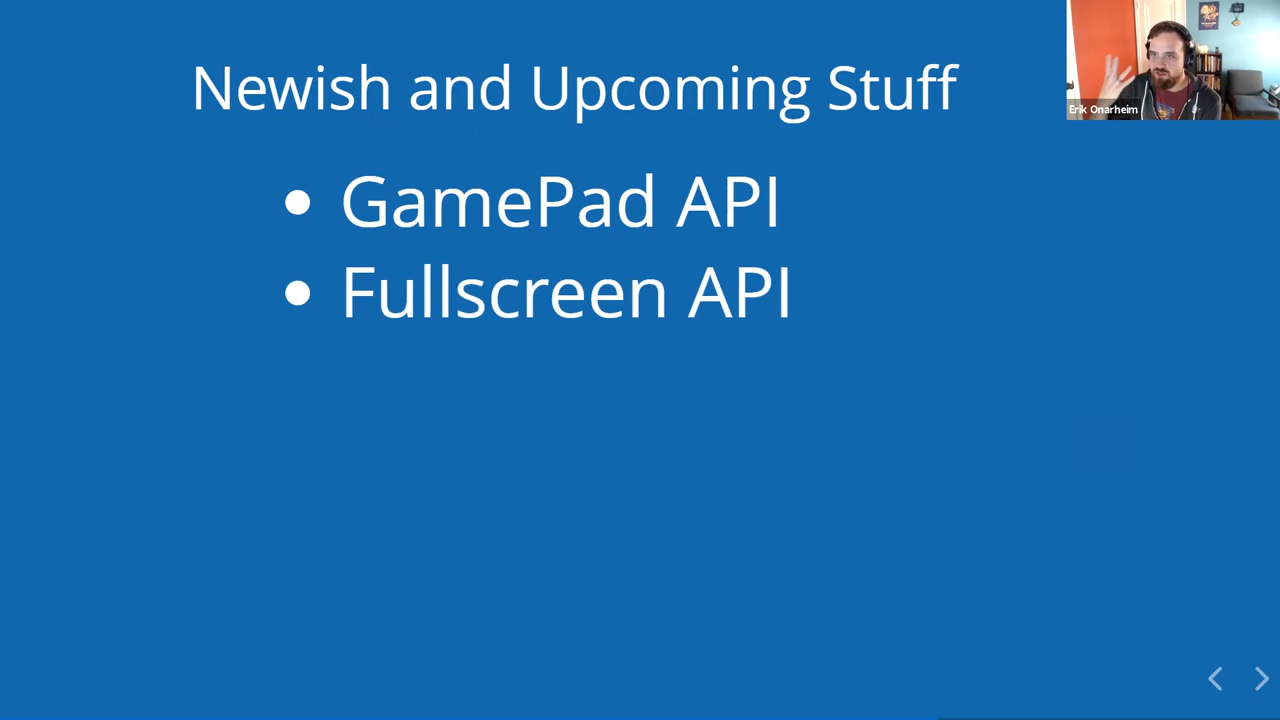 Newish and Upcoming Stuff
Erik Onarheim
• GamePad API
• Fullscreen API